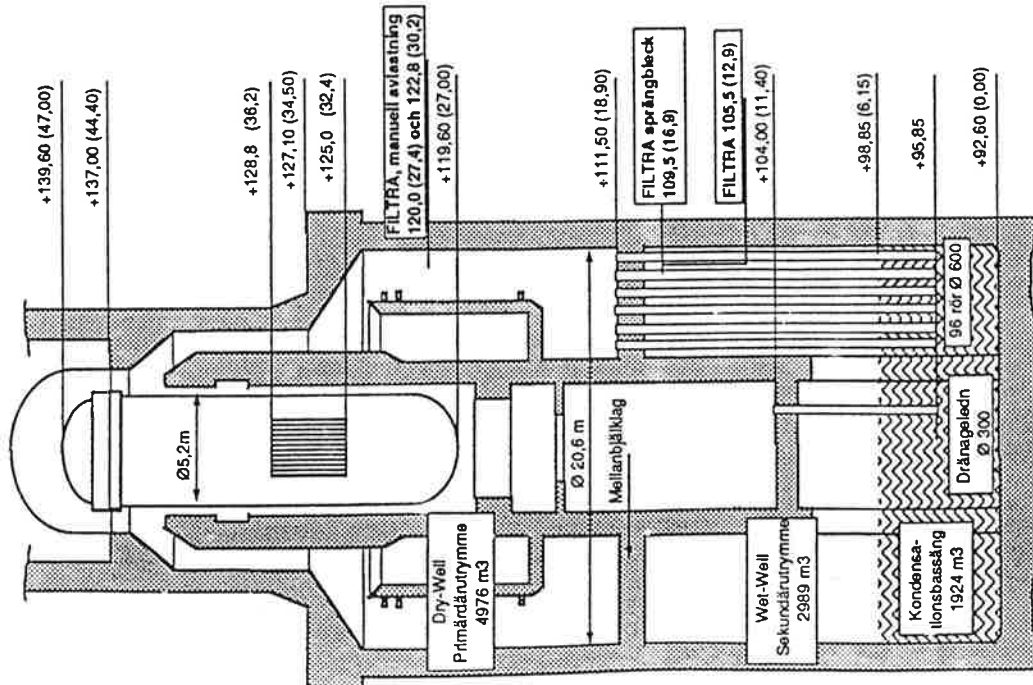 +139,60 (47,00)
+137,00 (44,40)
+128,8 (36,2)
+127,10 (34,50)
+125,0 (32,4)
FILTRA, manuell avlastning
120,0 (27,4) och 122,8 (30,2)
+119,60 (27,00)
+111,50 (18,90)
FILTRA sprängbleck
109,5 (16,9)
FILTRA 105,5 (12,9)
+104,00 (11,40)
+98,85 (6,15)
+95,85
+92,60 (0,00)
Ø5,2m
Ø 20,6 m
Mellanbjälklag
Dry-Well
Primärdärutrymme
4976 m3
Wet-Well
Sekundärutrymme
2989 m3
Kondensa-
tionsbassäng
1924 m3
Dränageledn
Ø 300
96 rör Ø 600